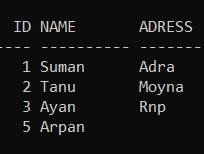 ID NAME ADRESS
---- ---------- -------
1 Suman Adra
2 Tanu Moyna
3 Ayan Rnp
5 Arpan